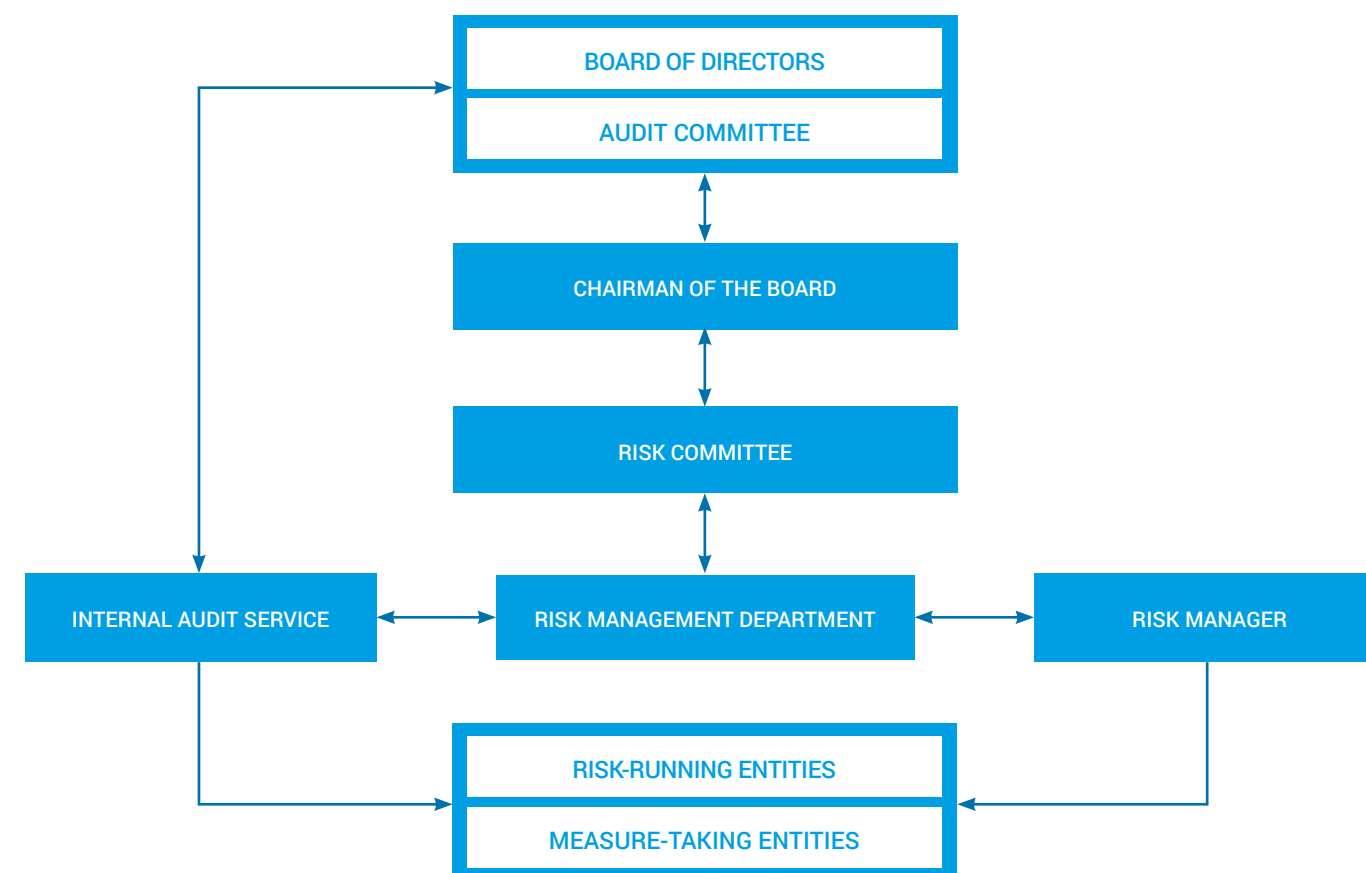 BOARD OF DIRECTORS
AUDIT COMMITTEE
CHAIRMAN OF THE BOARD
RISK COMMITTEE
INTERNAL AUDIT SERVICE
RISK MANAGEMENT DEPARTMENT
RISK MANAGER
RISK-RUNNING ENTITIES
MEASURE-TAKING ENTITIES